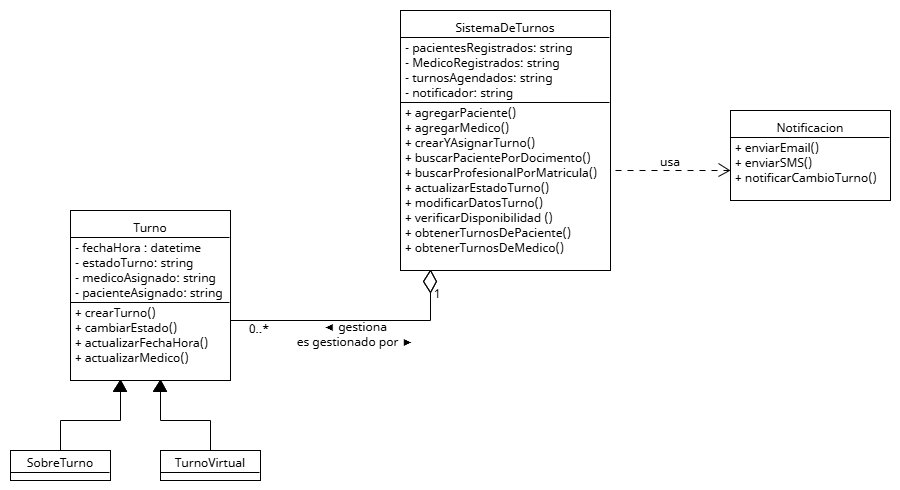 SistemaDeTurnos
- pacientesRegistrados: string
- MedicoRegistrados: string
- turnosAgendados: string
- notificador: string
+ agregarPaciente()
+ agregarMedico()
+ crearYAsignarTurno()
+ buscarPacientePorDocimento()
+ buscarProfesionalPorMatricula()
+ actualizarEstadoTurno()
+ modificarDatosTurno()
+ verificarDisponibilidad ()
+ obtenerTurnosDePaciente()
+ obtenerTurnosDeMedico()
usa
Notificacion
+ enviarEmail()
+ enviarSMS()
+ notificarCambioTurno()
Turno
- fechaHora : datetime
- estadoTurno: string
- medicoAsignado: string
- pacienteAsignado: string
+ crearTurno()
+ cambiarEstado()
+ actualizarFechaHora()
+ actualizarMedico()
1
0..*
◄ gestiona
es gestionado por ►
SobreTurno
TurnoVirtual